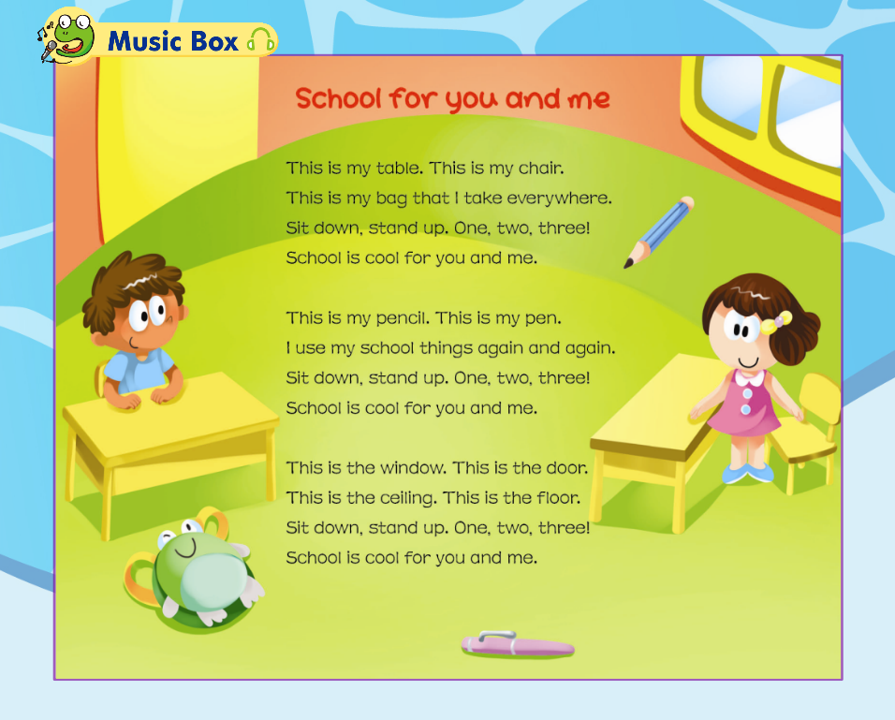 Music Box
School for you and me
This is my table. This is my chair.
This is my bag that I take everywhere.
Sit down, stand up. One, two, three!
School is cool for you and me.
This is my pencil. This is my pen.
I use my school things again and again.
Sit down, stand up. One, two, three!
School is cool for you and me.
This is the window. This is the door.
This is the ceiling. This is the floor.
Sit down, stand up. One, two, three!
School is cool for you and me.